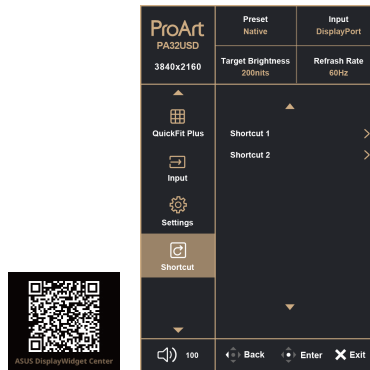 ProArt
PA32USD
3840x2160
Preset
Native
Input
DisplayPort
Target Brightness
200nits
Refrash Rate
60Hz
QuickFit Plus
Input
Settings
Shortcut
Shortcut 1
Shortcut 2
100
Back
Enter
Exit
ASUS DisplayWidget Center